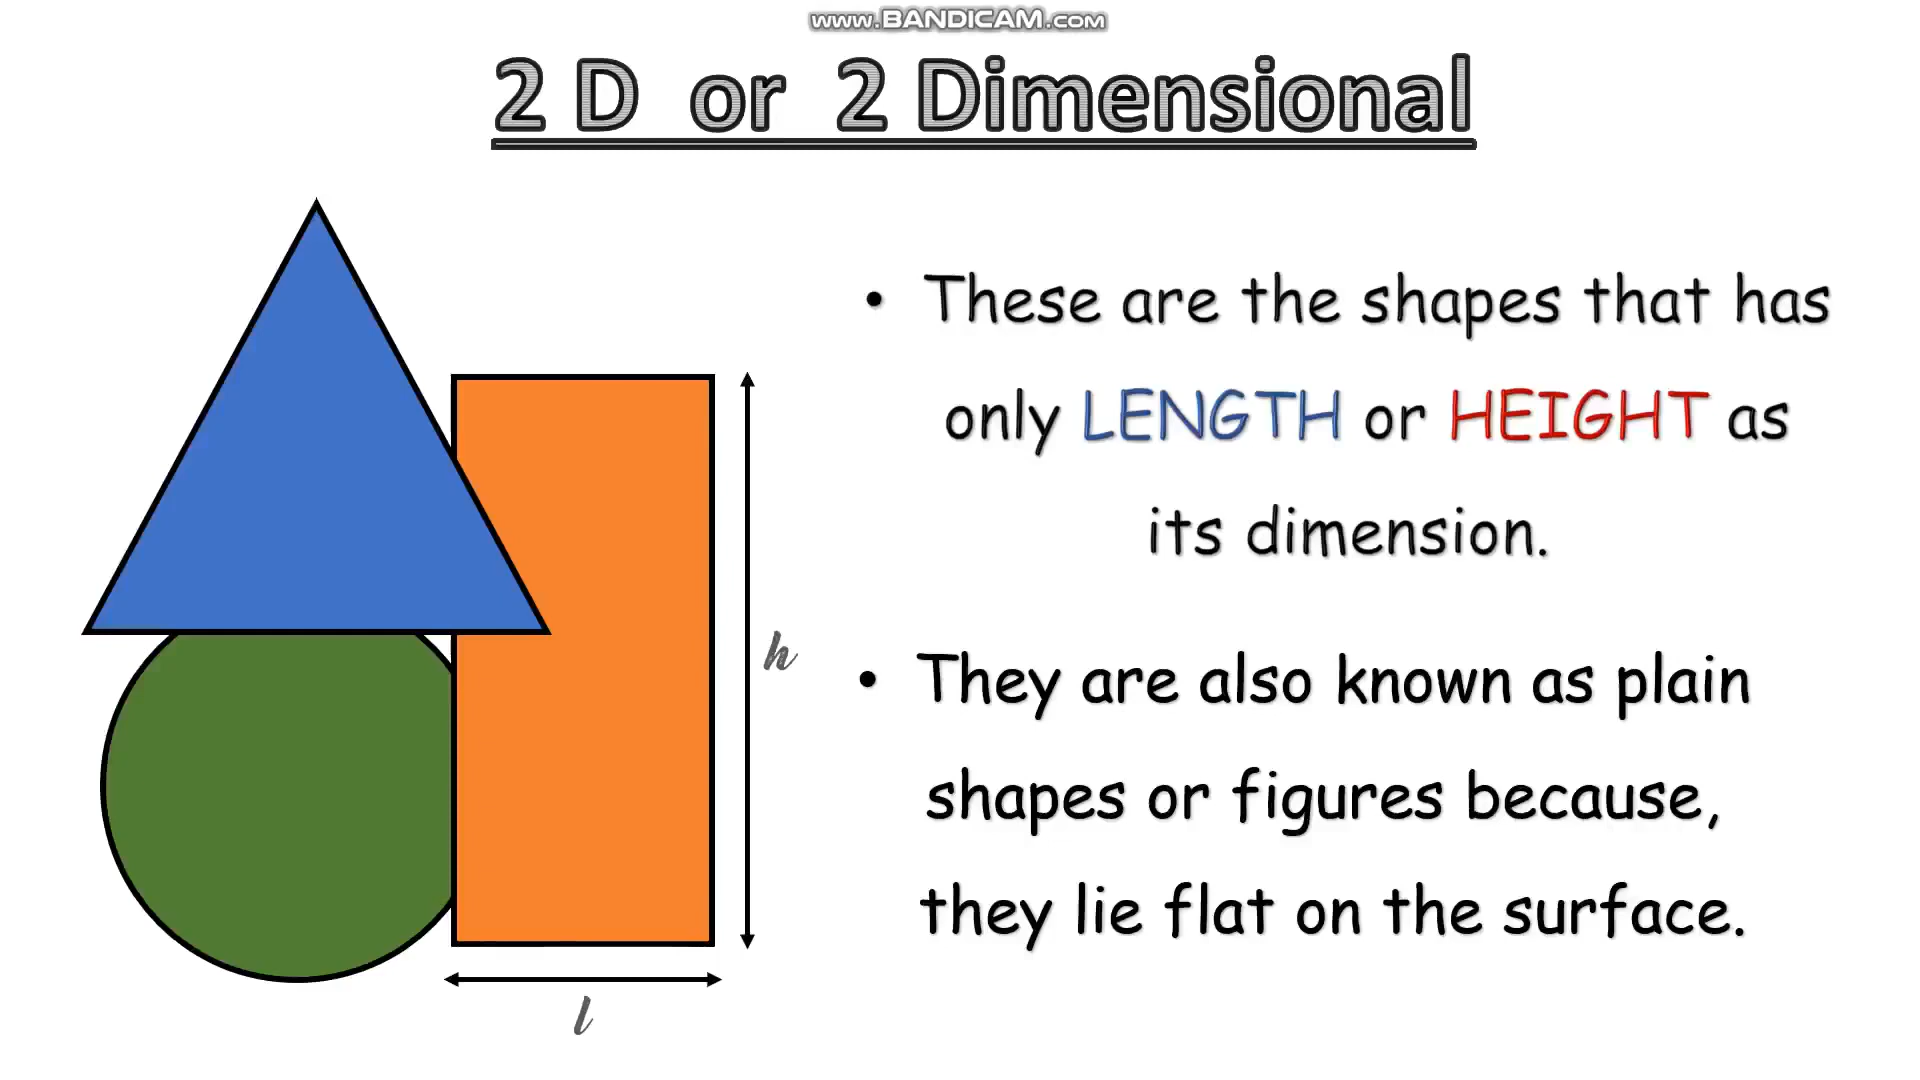 www.BANDICAM.com
2 D or 2 Dimensional
• These are the shapes that has
only LENGTH or HEIGHT as
its dimension.
h
• They are also known as plain
shapes or figures because,
they lie flat on the surface.
l